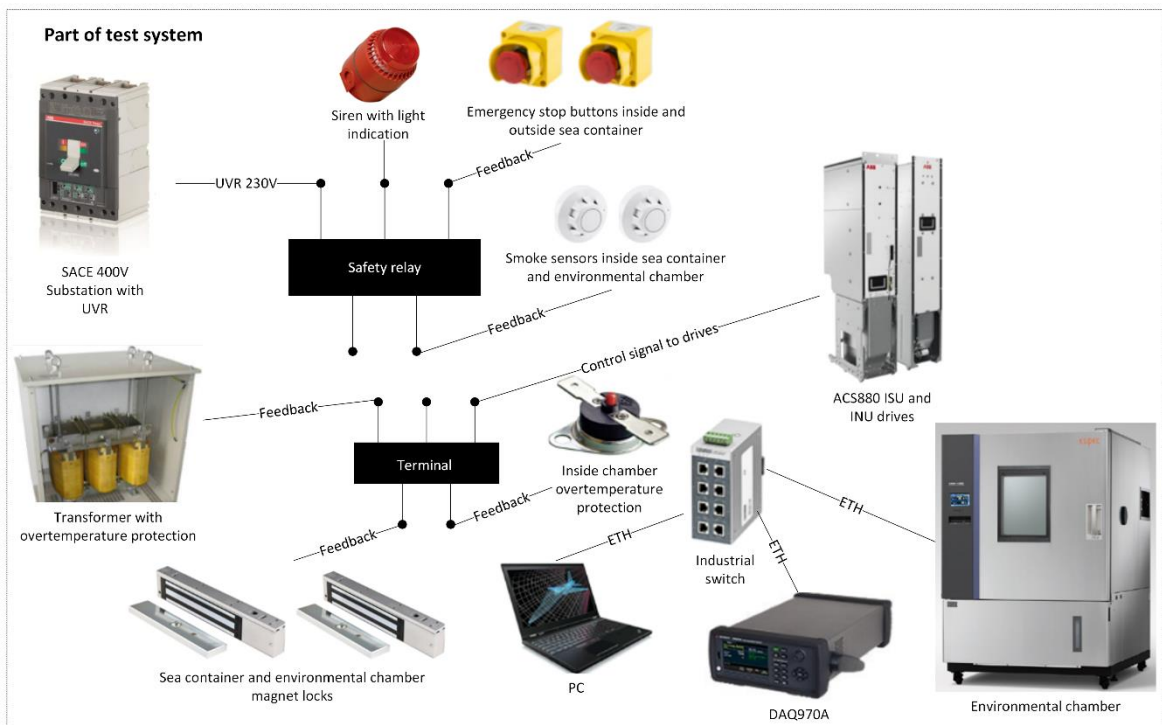 Part of test system
Siren with light
indication
Emergency stop buttons inside and
outside sea container
Feedback
UVR 230V
SACE 400V
Substation with
UVR
Safety relay
Smoke sensors inside sea container
and environmental chamber
Feedback
Control signal to drives
ABB
ABB
ACS880 ISU and
INU drives
Feedback
Terminal
Transformer with
overtemperature protection
Inside chamber
overtemperature
protection
Feedback
Feedback
ETH
ETH
ETH
Industrial
switch
espec
Sea container and environmental chamber
magnet locks
PC
DAQ970A
Environmental chamber